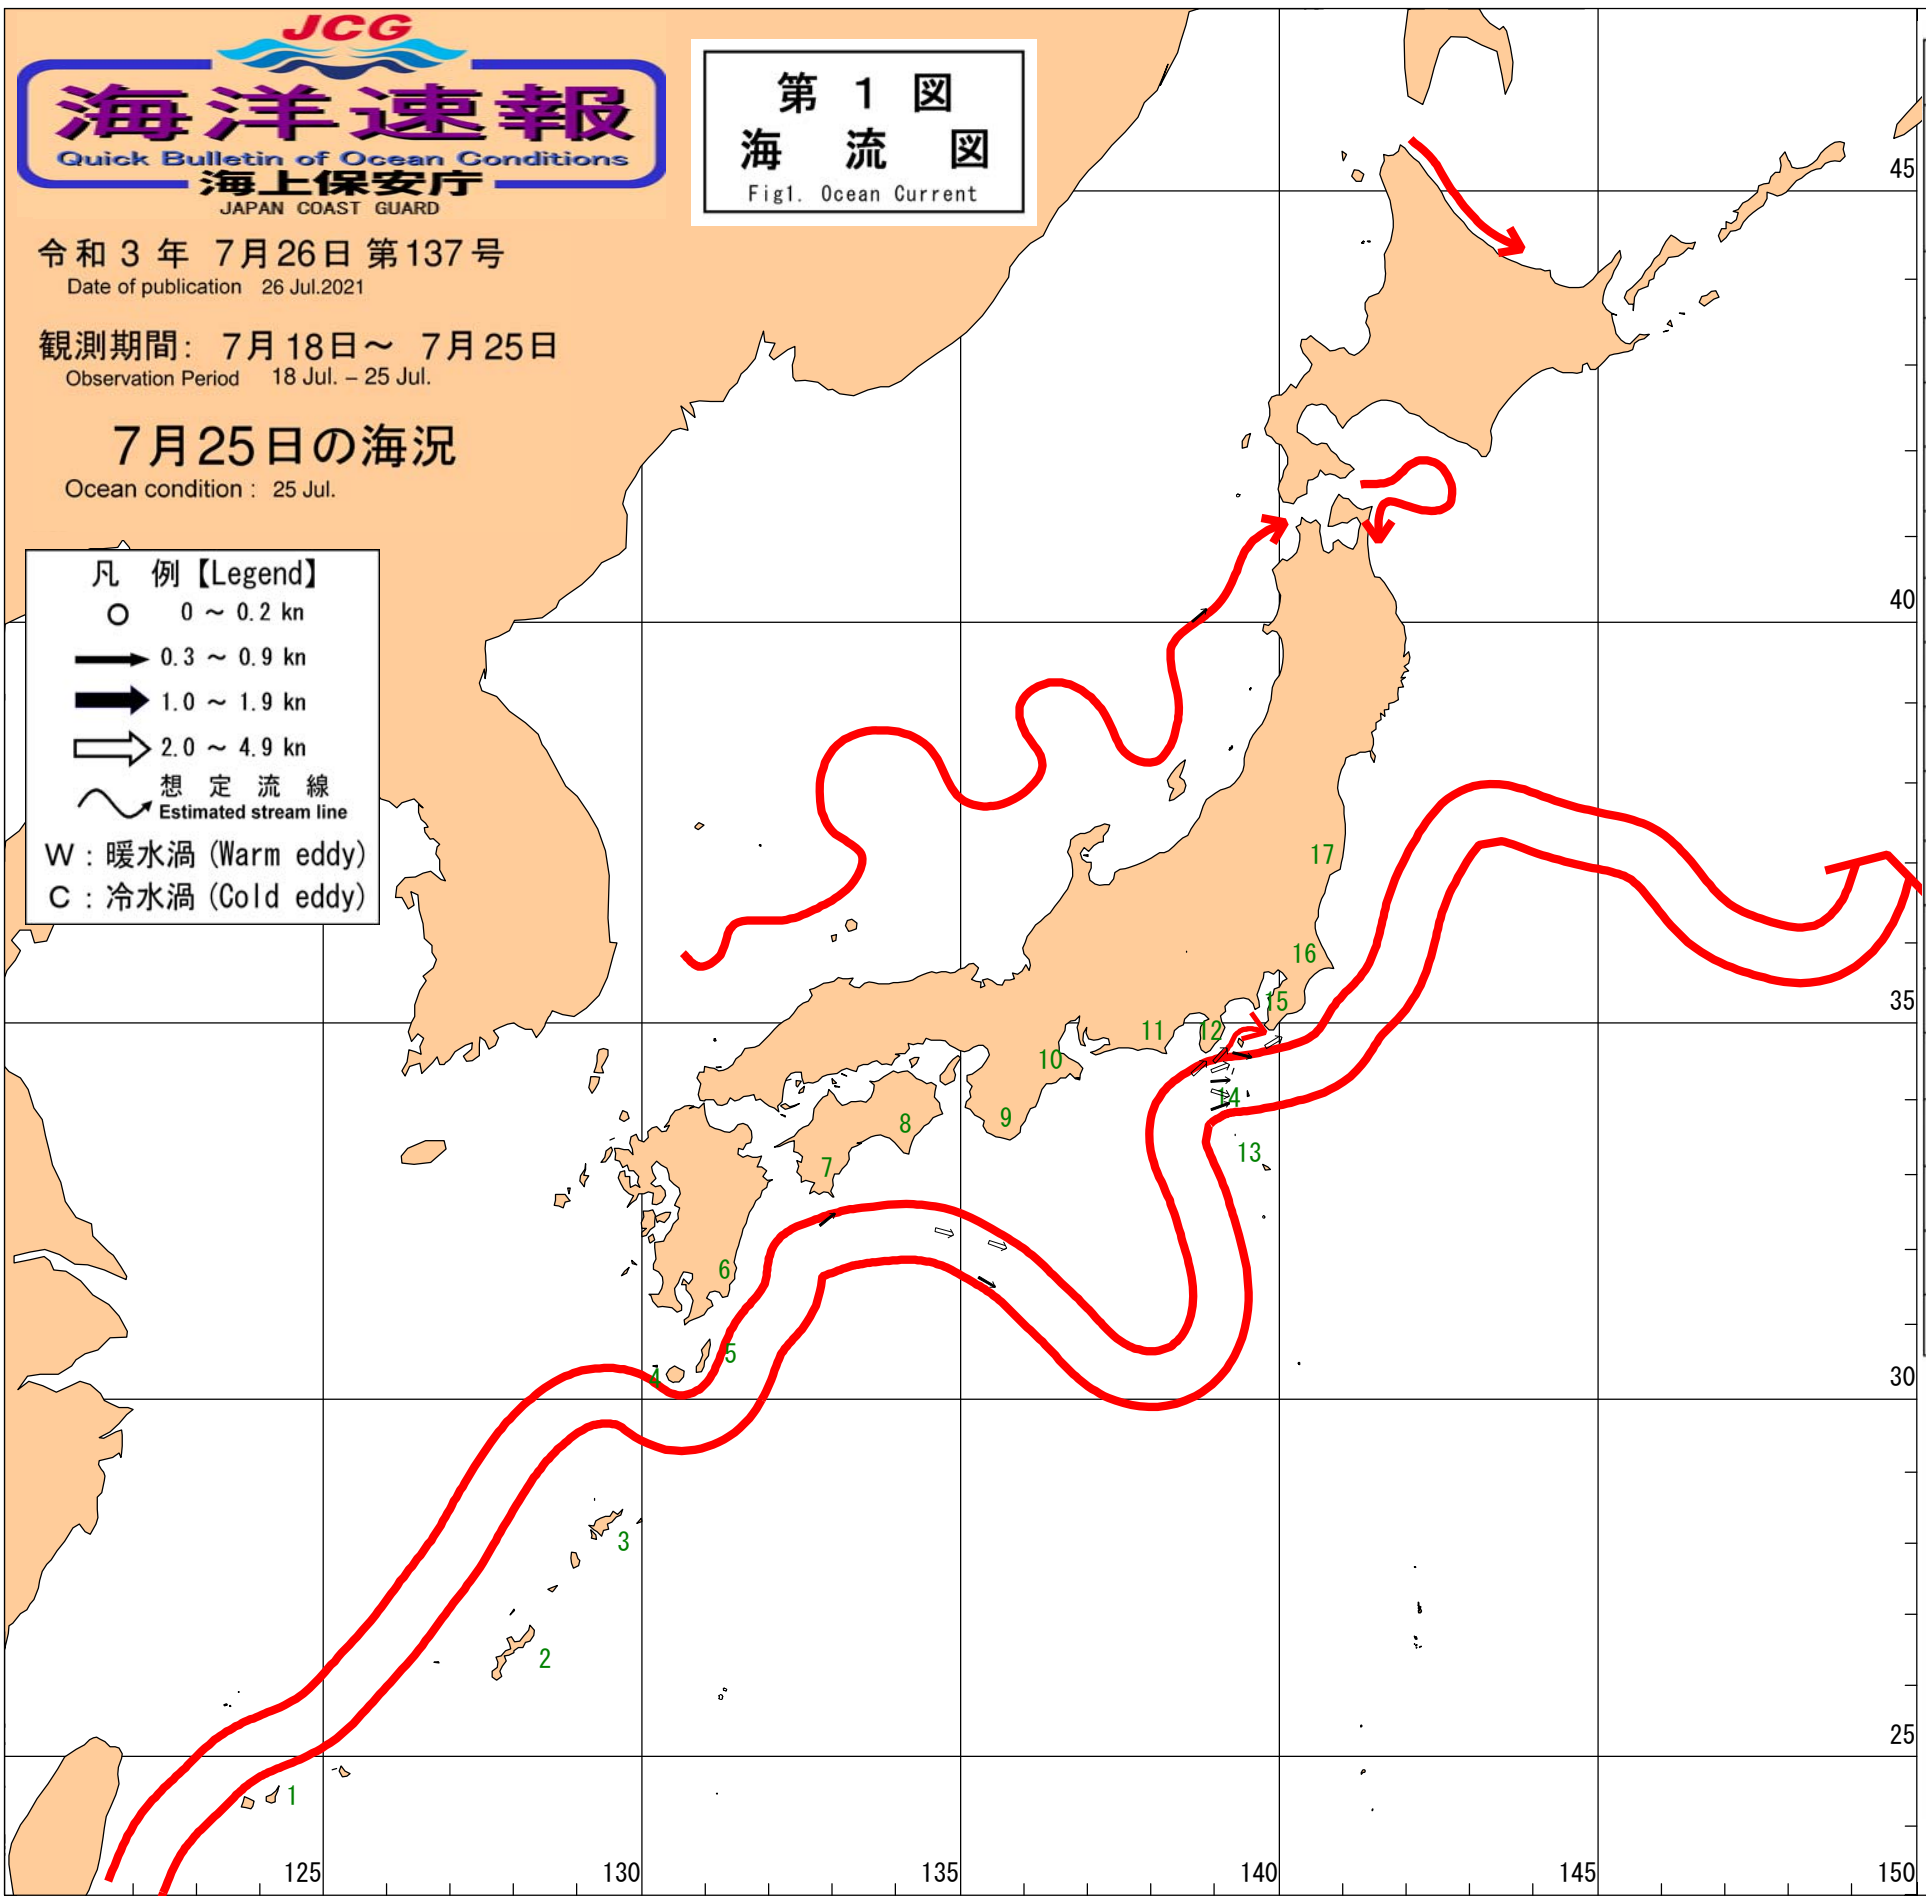 JCG
海洋速報
Quick Bulletin of Ocean Conditions
海上保安庁
JAPAN COAST GUARD
第 1 図
海 流 図
Fig1. Ocean Current
令和 3 年 7月26日 第137号
Date of publication 26 Jul.2021
観測期間: 7月18日～ 7月25日
Observation Period 18 Jul. – 25 Jul.
7月25日の海況
Ocean condition : 25 Jul.
凡 例【Legend】
0 ～ 0.2 kn
0.3 ～ 0.9 kn
1.0 ～ 1.9 kn
2.0 ～ 4.9 kn
想 定 流 線
Estimated stream line
W : 暖水渦 (Warm eddy)
C : 冷水渦 (Cold eddy)
45
40
17
16
35
15
12
11
10
14
9
8
13
7
6
5
4
30
3
2
25
1
125
130
135
140
145
150